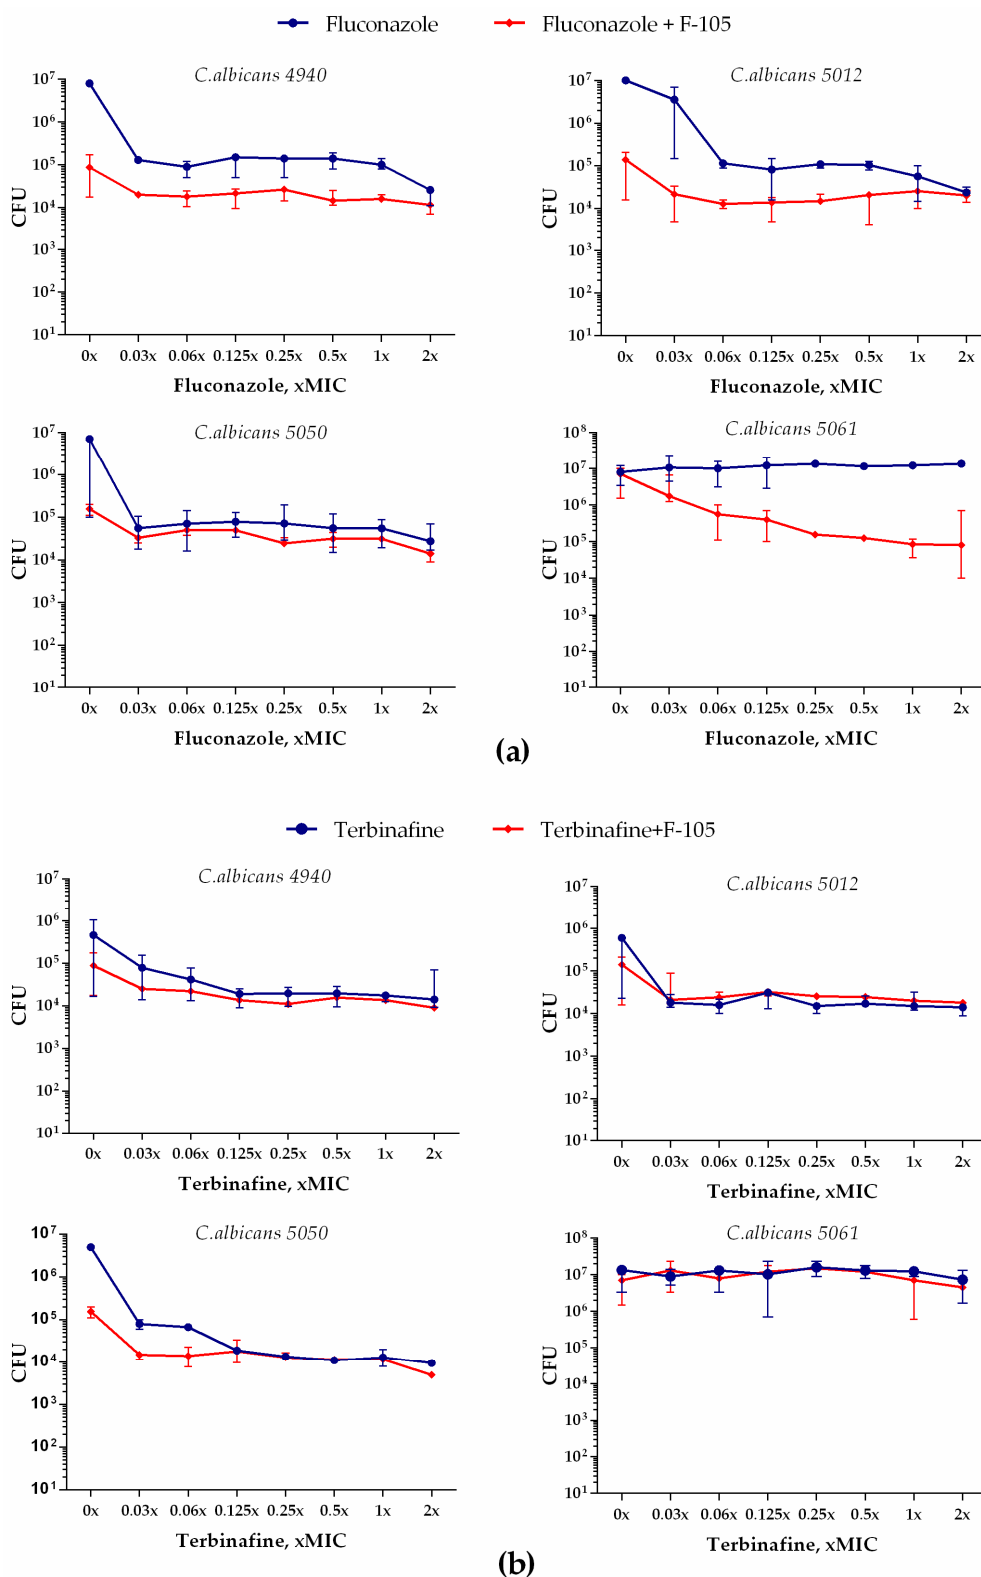 Fluconazole Fluconazole + F-105
C.albicans 4940
10⁷
10⁶
10⁵
10⁴
10³
10²
10¹
CFU
0x 0.03x 0.06x 0.125x 0.25x 0.5x 1x 2x
Fluconazole, xMIC
C.albicans 5012
10⁷
10⁶
10⁵
10⁴
10³
10²
10¹
CFU
0x 0.03x 0.06x 0.125x 0.25x 0.5x 1x 2x
Fluconazole, xMIC
C.albicans 5050
10⁷
10⁶
10⁵
10⁴
10³
10²
10¹
CFU
0x 0.03x 0.06x 0.125x 0.25x 0.5x 1x 2x
Fluconazole, xMIC
C.albicans 5061
10⁸
10⁷
10⁶
10⁵
10⁴
10³
10²
10¹
CFU
0x 0.03x 0.06x 0.125x 0.25x 0.5x 1x 2x
Fluconazole, xMIC
(a)
Terbinafine Terbinafine+F-105
C.albicans 4940
10⁷
10⁶
10⁵
10⁴
10³
10²
10¹
CFU
0x 0.03x 0.06x 0.125x 0.25x 0.5x 1x 2x
Terbinafine, xMIC
C.albicans 5012
10⁷
10⁶
10⁵
10⁴
10³
10²
10¹
CFU
0x 0.03x 0.06x 0.125x 0.25x 0.5x 1x 2x
Terbinafine, xMIC
C.albicans 5050
10⁷
10⁶
10⁵
10⁴
10³
10²
10¹
CFU
0x 0.03x 0.06x 0.125x 0.25x 0.5x 1x 2x
Terbinafine, xMIC
C.albicans 5061
10⁸
10⁷
10⁶
10⁵
10⁴
10³
10²
10¹
CFU
0x 0.03x 0.06x 0.125x 0.25x 0.5x 1x 2x
Terbinafine, xMIC
(b)